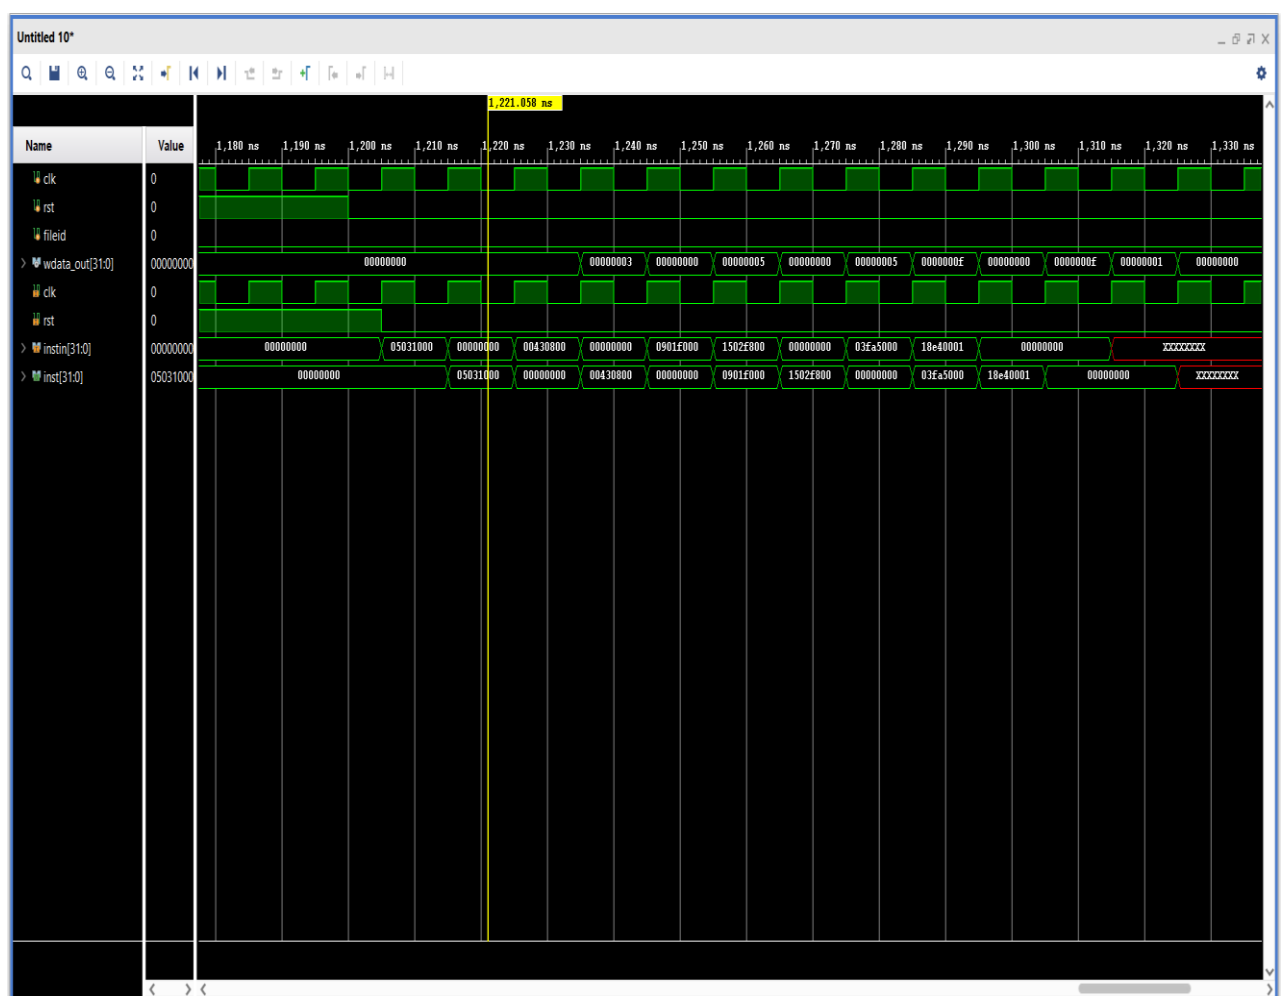 Untitled 10*
1,221.058 ns
Name Value 1,180 ns 1,190 ns 1,200 ns 1,210 ns 1,220 ns 1,230 ns 1,240 ns 1,250 ns 1,260 ns 1,270 ns 1,280 ns 1,290 ns 1,300 ns 1,310 ns 1,320 ns 1,330 ns
clk 0
rst 0
fileid 0
wdata_out[31:0] 00000000 00000000 00000003 00000000 00000005 00000000 00000005 0000000f 00000000 0000000f 00000001 00000000
clk 0
rst 0
instin[31:0] 00000000 00000000 05031000 00000000 00430800 00000000 0901f000 1502f800 00000000 03fa5000 18e40001 00000000 XXXXXXXX
inst[31:0] 05031000 00000000 05031000 00000000 00430800 00000000 0901f000 1502f800 00000000 03fa5000 18e40001 00000000 XXXXXXXX